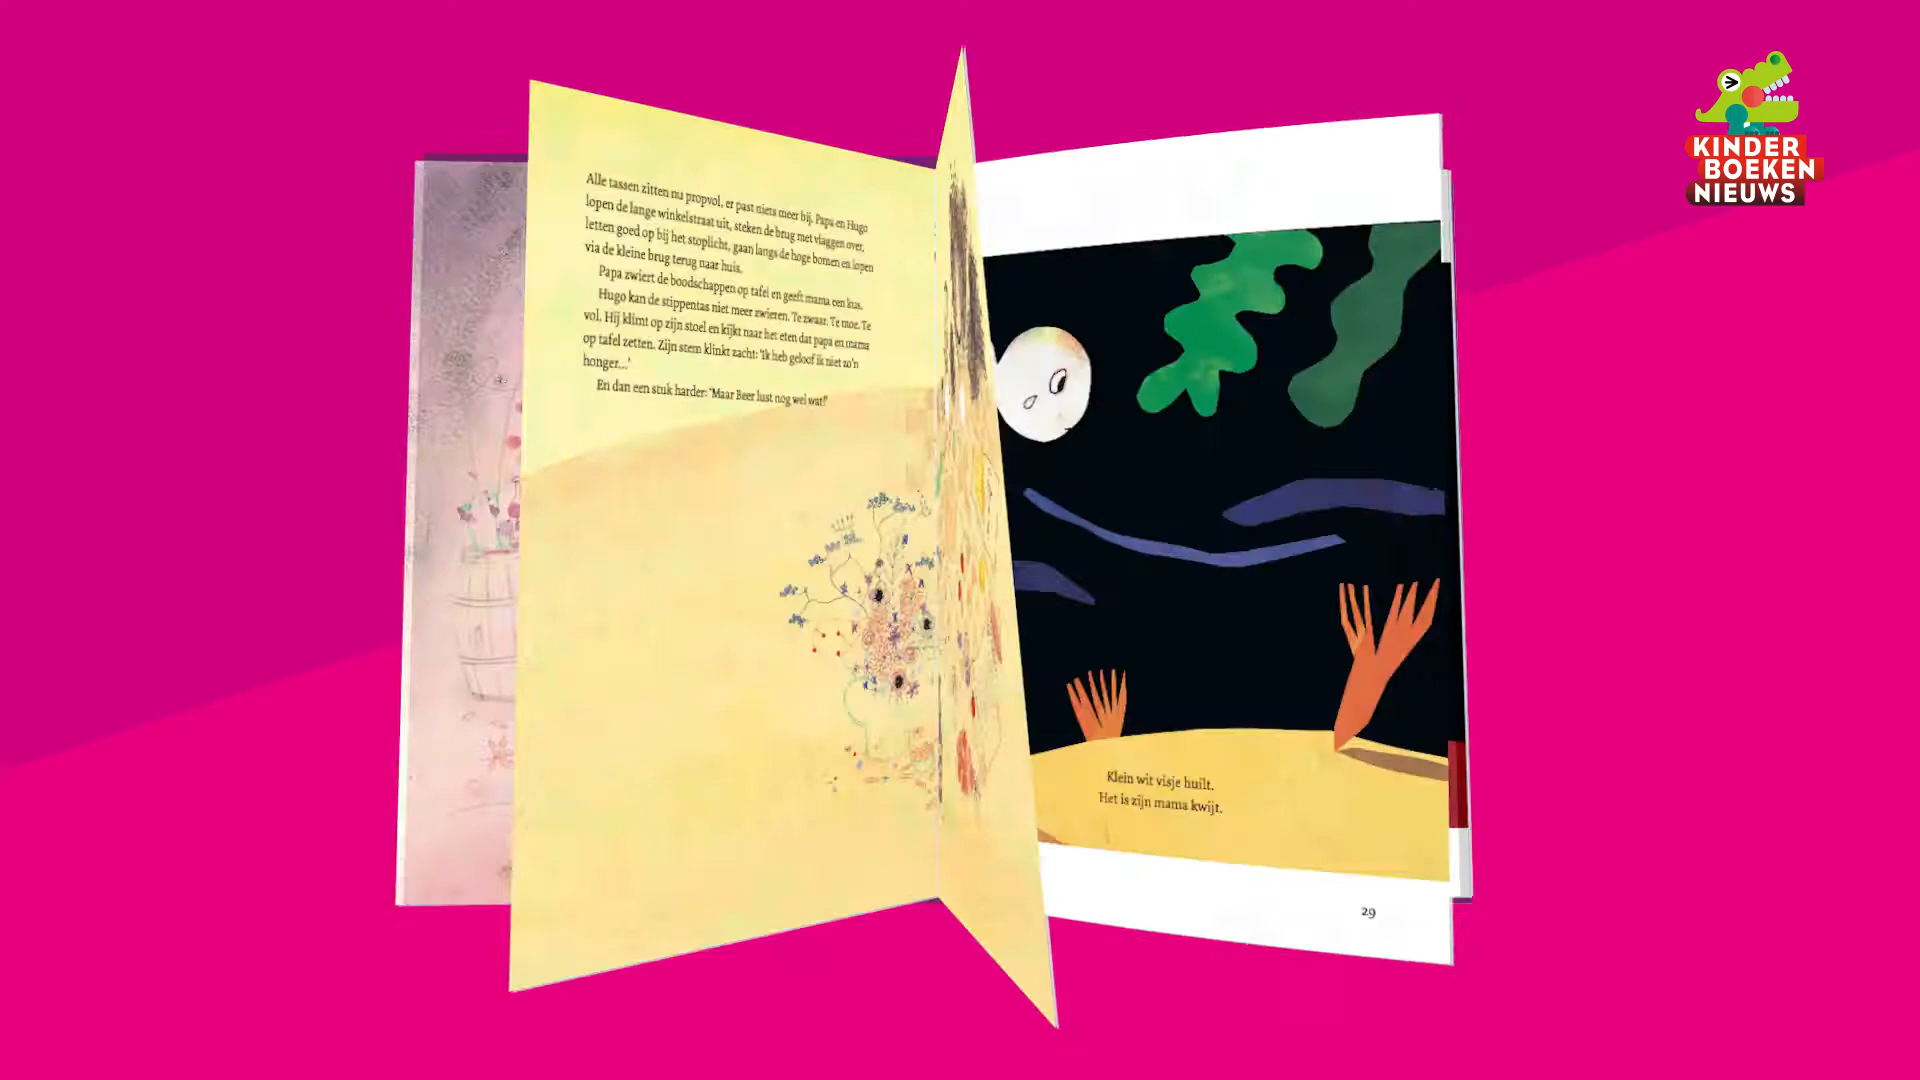 Alle tassen zitten nu propvol, er past niets meer bij. Papa en Hugo
lopen de lange winkelstraat uit, steken de brug met vlaggen over,
letten goed op bij het stoplicht, gaan langs de hoge bomen en lopen
via de kleine brug terug naar huis.
Papa zwiert de boodschappen op tafel en geeft mama een kus.
Hugo kan de stippentas niet meer zwieren. Te zwaar. Te moe. Te
vol. Hij klimt op zijn stoel en kijkt naar het eten dat papa en mama
op tafel zetten. Zijn stem klinkt zacht: 'Ik heb geloof ik niet zo'n
honger...'
En dan een stuk harder: 'Maar Beer lust nog wel wat!'
Klein wit visje huilt.
Het is zijn mama kwijt.
29
KINDER
BOEKEN
NIEUWS